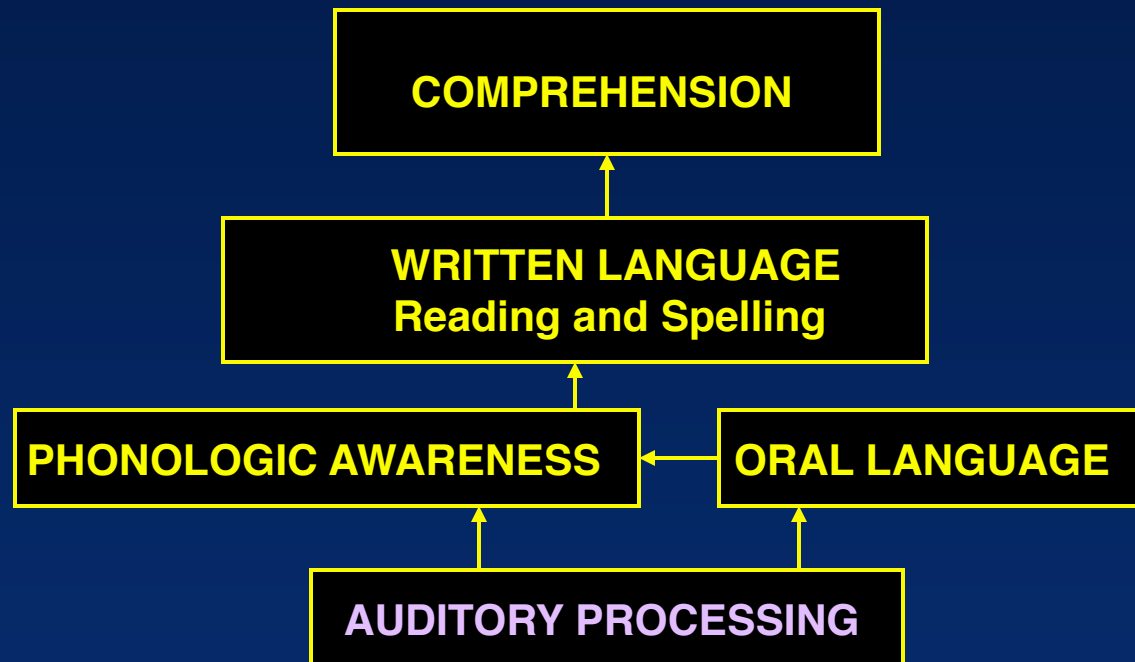 COMPREHENSION
WRITTEN LANGUAGE
Reading and Spelling
PHONOLOGIC AWARENESS
ORAL LANGUAGE
AUDITORY PROCESSING